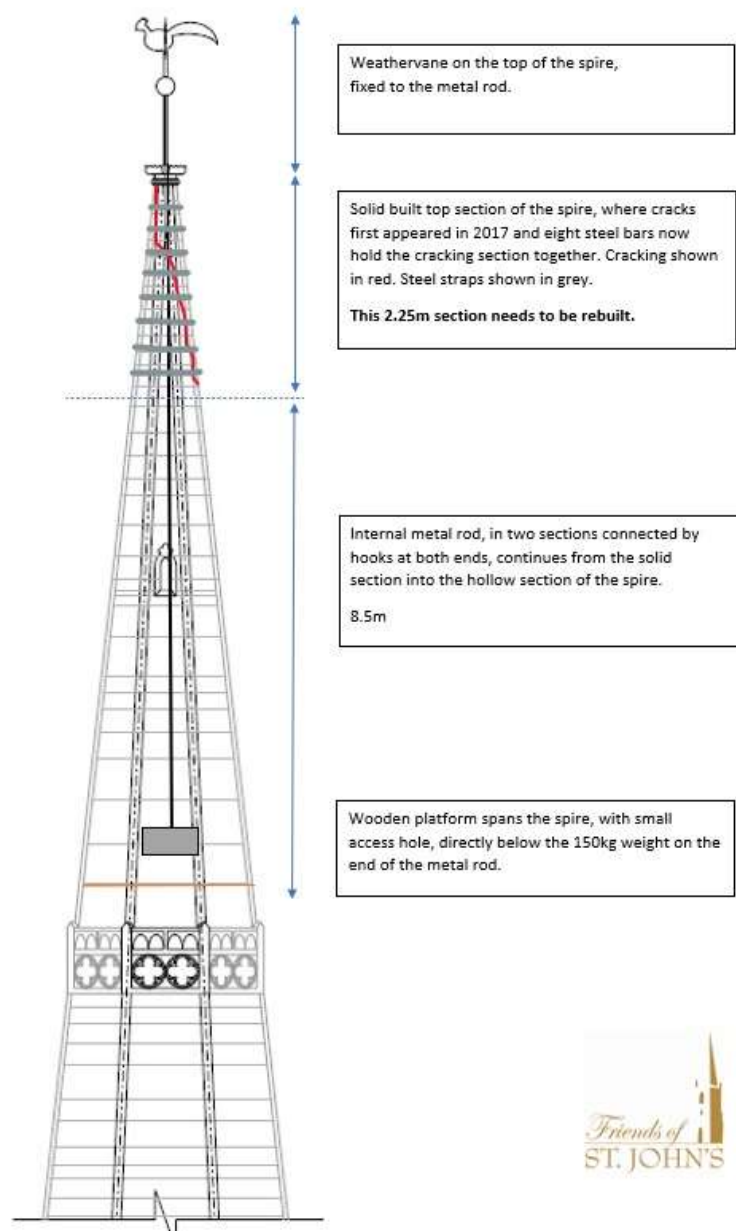 Weathervane on the top of the spire,
fixed to the metal rod.
Solid built top section of the spire, where cracks
first appeared in 2017 and eight steel bars now
hold the cracking section together. Cracking shown
in red. Steel straps shown in grey.
This 2.25m section needs to be rebuilt.
Internal metal rod, in two sections connected by
hooks at both ends, continues from the solid
section into the hollow section of the spire.
8.5m
Wooden platform spans the spire, with small
access hole, directly below the 150kg weight on the
end of the metal rod.
Friends of
ST. JOHN'S